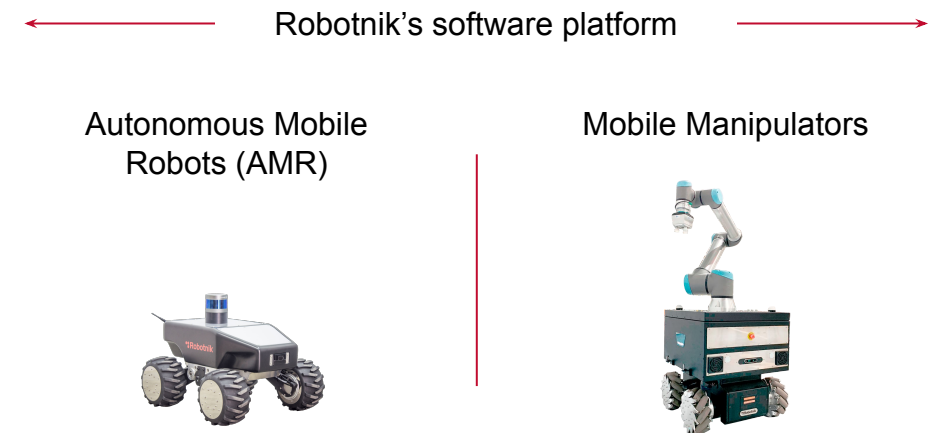 Robotnik’s software platform
Autonomous Mobile
Robots (AMR)
Mobile Manipulators
Robotnik